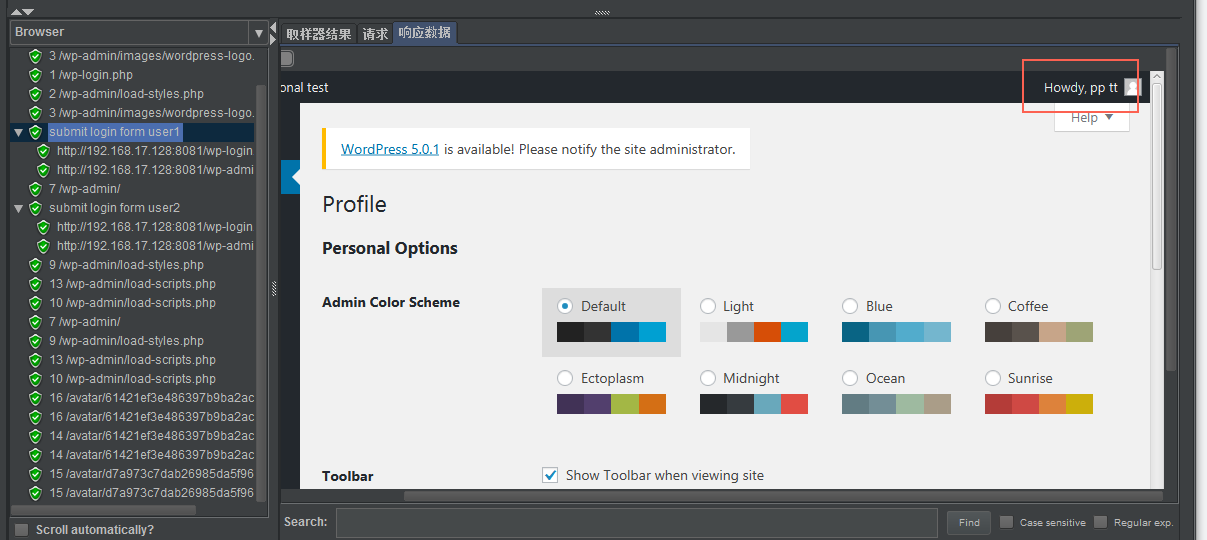 Browser
3 /wp-admin/images/wordpress-logo.
1 /wp-login.php
2 /wp-admin/load-styles.php
3 /wp-admin/images/wordpress-logo.
submit login form user1
http://192.168.17.128:8081/wp-login
http://192.168.17.128:8081/wp-admi
7 /wp-admin/
submit login form user2
http://192.168.17.128:8081/wp-login
http://192.168.17.128:8081/wp-admi
9 /wp-admin/load-styles.php
13 /wp-admin/load-scripts.php
10 /wp-admin/load-scripts.php
7 /wp-admin/
9 /wp-admin/load-styles.php
13 /wp-admin/load-scripts.php
10 /wp-admin/load-scripts.php
16 /avatar/61421ef3e486397b9ba2ac
16 /avatar/61421ef3e486397b9ba2ac
14 /avatar/61421ef3e486397b9ba2ac
14 /avatar/61421ef3e486397b9ba2ac
15 /avatar/d7a973c7dab26985da5f96
15 /avatar/d7a973c7dab26985da5f96
Scroll automatically?
取样器结果 请求 响应数据
onal test
Howdy, pp tt
Help
WordPress 5.0.1 is available! Please notify the site administrator.
Profile
Personal Options
Admin Color Scheme
Default Light Blue Coffee
Ectoplasm Midnight Ocean Sunrise
Toolbar
Show Toolbar when viewing site
Search: Find Case sensitive Regular exp.